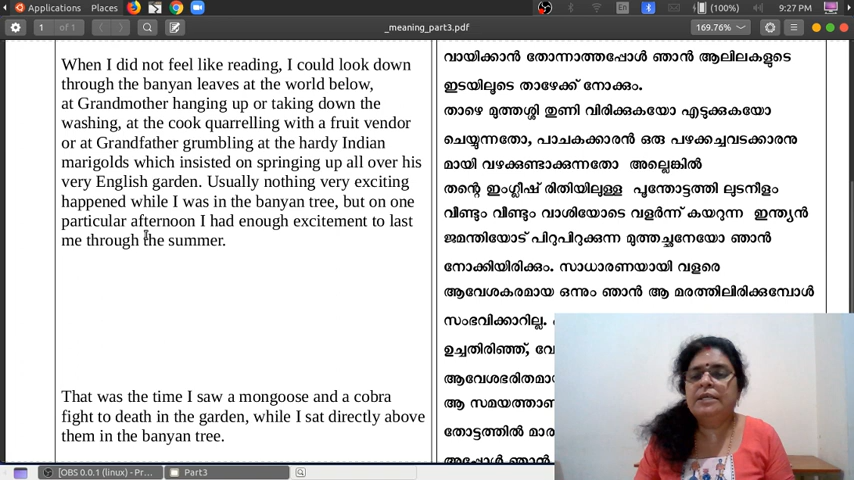 Applications
Places
En
(100%)
9:27 PM
1
of 1
_meaning_part3.pdf
169.76%
When I did not feel like reading, I could look down
through the banyan leaves at the world below,
at Grandmother hanging up or taking down the
washing, at the cook quarrelling with a fruit vendor
or at Grandfather grumbling at the hardy Indian
marigolds which insisted on springing up all over his
very English garden. Usually nothing very exciting
happened while I was in the banyan tree, but on one
particular afternoon I had enough excitement to last
me through the summer.
That was the time I saw a mongoose and a cobra
fight to death in the garden, while I sat directly above
them in the banyan tree.
വായിക്കാൻ തോന്നാത്തപ്പോൾ ഞാൻ ആലിലകളുടെ
ഇടയിലൂടെ താഴേക്ക് നോക്കും.
താഴെ മുത്തശ്ശി തുണി വിരിക്കുകയോ എടുക്കുകയോ
ചെയ്യുന്നതോ, പാചകക്കാരൻ ഒരു പഴക്കച്ചവടക്കാരനു
മായി വഴക്കുണ്ടാക്കുന്നതോ അല്ലെങ്കിൽ
തന്റെ ഇംഗ്ലീഷ് രീതിയിലുള്ള പൂന്തോട്ടത്തി ലുടനീളം
വീണ്ടും വീണ്ടും വാശിയോടെ വളർന്ന് കയറുന്ന ഇന്ത്യൻ
ജമന്തിയോട് പിറുപിറുക്കുന്ന മുത്തച്ഛനേയോ ഞാൻ
നോക്കിയിരിക്കും. സാധാരണയായി വളരെ
ആവേശകരമായ ഒന്നും ഞാൻ ആ മരത്തിലിരിക്കുമ്പോൾ
സംഭവിക്കാറില്ല.
ഉച്ചതിരിഞ്ഞ്,
ആ
[OBS 0.0.1 (linux) - Pr...
Part3